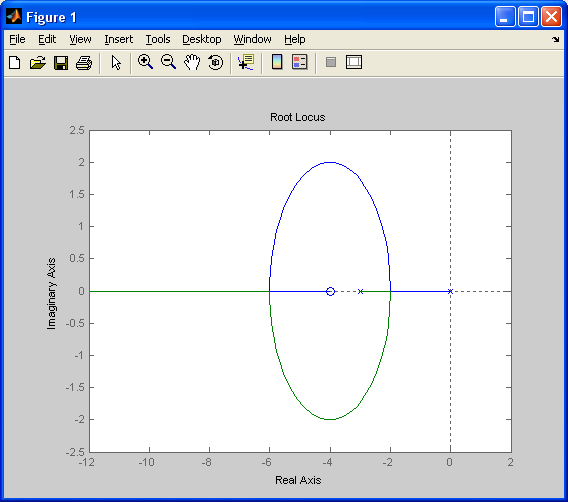 Figure 1
File Edit View Insert Tools Desktop Window Help
Root Locus
2.5
2
1.5
1
0.5
0
-0.5
-1
-1.5
-2
-2.5
Imaginary Axis
-12 -10 -8 -6 -4 -2 0 -2
Real Axis